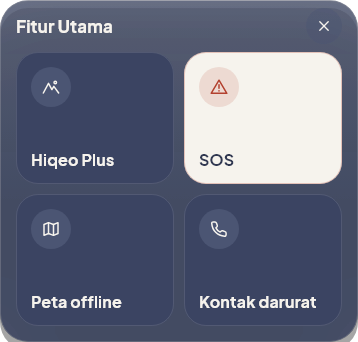 Fitur Utama
Hiqeo Plus
SOS
Peta offline
Kontak darurat